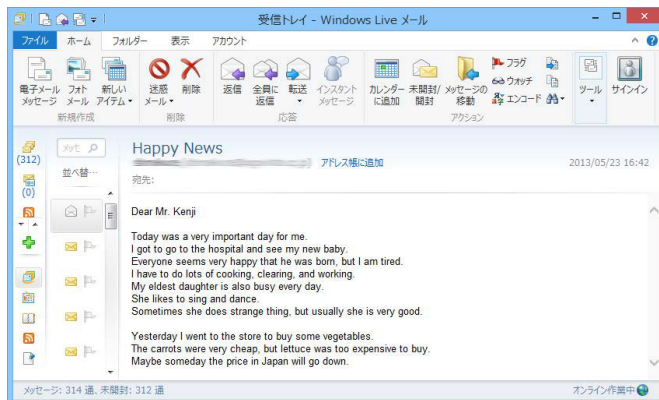 受信トレイ - Windows Live メール
ファイル ホーム フォルダー 表示 アカウント
電子メール メッセージ
フォト メール
新しい アイテム
迷惑 メール
削除
返信
全員に 返信
転送
インスタント メッセージ
カレンダー に追加
未開封/ 開封
メッセージの 移動
フラグ
ウォッチ
エンコード
ツール
サインイン
新規作成 削除 応答 アクション
(312)
(0)
メッセ
並べ替…
Happy News
アドレス帳に追加 2013/05/23 16:42
宛先:
Dear Mr. Kenji
Today was a very important day for me.
I got to go to the hospital and see my new baby.
Everyone seems very happy that he was born, but I am tired.
I have to do lots of cooking, clearing, and working.
My eldest daughter is also busy every day.
She likes to sing and dance.
Sometimes she does strange thing, but usually she is very good.
Yesterday I went to the store to buy some vegetables.
The carrots were very cheap, but lettuce was too expensive to buy.
Maybe someday the price in Japan will go down.
メッセージ: 314 通、未開封: 312 通 オンライン作業中